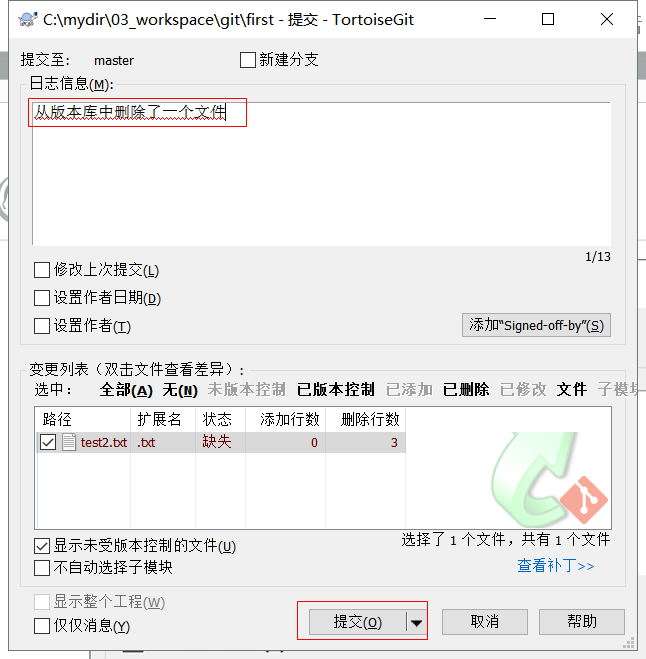 C:\mydir\03_workspace\git\first - 提交 - TortoiseGit
提交至: master 新建分支
日志信息(M):
从版本库中删除了一个文件
1/13
修改上次提交(L)
设置作者日期(D)
设置作者(T) 添加“Signed-off-by”(S)
变更列表（双击文件查看差异）:
选中: 全部(A) 无(N) 未版本控制 已版本控制 已添加 已删除 已修改 文件 子模块
路径 扩展名 状态 添加行数 删除行数
test2.txt .txt 缺失 0 3
显示未受版本控制的文件(U) 选择了 1 个文件，共有 1 个文件
不自动选择子模块 查看补丁>>
显示整个工程(W)
仅仅消息(Y) 提交(O) 取消 帮助